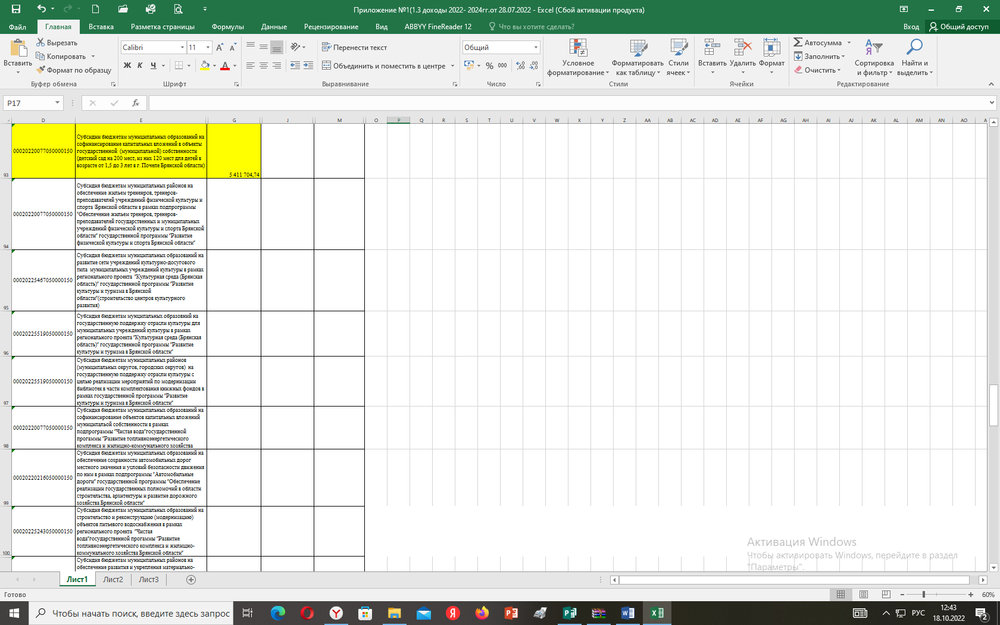 Приложение №1(1.3 доходы 2022- 2024гг.от 28.07.2022 - Excel (Сбой активации продукта)
Файл Главная Вставка Разметка страницы Формулы Данные Рецензирование Вид ABBYY FineReader 12 Что вы хотите сделать? Вход Общий доступ
Вставить
Вырезать
Копировать
Формат по образцу
Буфер обмена
Calibri 11
Ж К Ч
Шрифт
Перенести текст
Объединить и поместить в центре
Выравнивание
Общий
% 000
Число
Условное форматирование
Форматировать как таблицу
Стили ячеек
Стили
Вставить Удалить Формат
Ячейки
Автосумма
Заполнить
Очистить
Сортировка и фильтр
Найти и выделить
Редактирование
P17
fx
D E G J M O P Q R S T U V W X Y Z AA AB AC AD AE AF AG AH AI AJ AK AL AM AN AO
93 00020220077050000150
Субсидии бюджетам муниципальных образований на
софинансирование капитальных вложений в объекты
государственной (муниципальной) собственности
(детский сад на 200 мест, из них 120 мест для детей в
возрасте от 1,5 до 3 лет в г. Почепе Брянской области)
5 411 704,74
94 00020220077050000150
Субсидия бюджетам муниципальных районов на
обеспечение жильем тренеров, тренеров-
преподавателей учреждений физической культуры и
спорта \Брянской области в рамках подпрограммы
"Обеспечение жильем тренеров, тренеров-
преподавателей государственных и муниципальных
учреждений физической культуры и спорта Брянской
области" государственной программы "Развитие
физической культуры и спорта Брянской области"
95 00020225467050000150
Субсидия бюджетам муниципальных образований на
развитие сети учреждений культурно-досугового
типа муниципальных учреждений культуры в рамках
регионального проекта "Культурная среда (Брянская
область)" государственной программы "Развитие
культуры и туризма в Брянской
области"(строительство центров культурного
развития)
96 00020225519050000150
Субсидия бюджетам мунципальных образовний на
государственную поддержку отрасли культуры для
муниципальных учреждений культуры в рамках
регионального проекта "Культурная среда (Брянская
область)" государственной программы "Развитие
культуры и туризма в Брянской области"
97 00020225519050000150
Субсидия бюджетам муниципальных районов
(муниципальных округов, городских округов) на
государственную поддержку отрасли культуры с
целью реализации мероприятий по модернизации
библиотек в части комплектования книжных фондов в
рамках государственной программы "Развитие
культуры и туризма в Брянской области"
98 00020220077050000150
Субсидия бюджетам муниципальных образований на
софинансирование объектов капитальных вложений
муниципальой собственности в рамках
подпрограммы "Чистая вода"государственной
прогаммы "Развитие топливноэнергетического
комплекса и жилищно-коммунального хозяйства
99 00020220216050000150
Субсидия бюджетам муниципальных образований на
обеспечение сохранности автомобильных дорог
местного значения и условий безопасности движения
по ним в рамках подпрограммы "Автомобильные
дороги" государственной программы "Обеспечение
реализации государственных полномочий в области
строительства, архитектуры и развитие дорожного
хозяйства Брянской области"
100 00020225243050000150
Субсидия бюджетам муниципальных образований на
строительство и реконструкцию (модернизацию)
объектов питьевого водоснабжения в рамках
регионального проекта "Чистая
вода"государственной прогаммы "Развитие
топливноэнергетического комплекса и жилищно-
коммунального хозяйства Брянской области"
Субсидия бюджетам муниципальных районов на
обеспечение развития и укрепления материально-
Активация Windows
Чтобы активировать Windows, перейдите в раздел
"Параметры".
Лист1 Лист2 Лист3
Готово 60%
Чтобы начать поиск, введите здесь запрос
РУС
12:43
18.10.2022
2